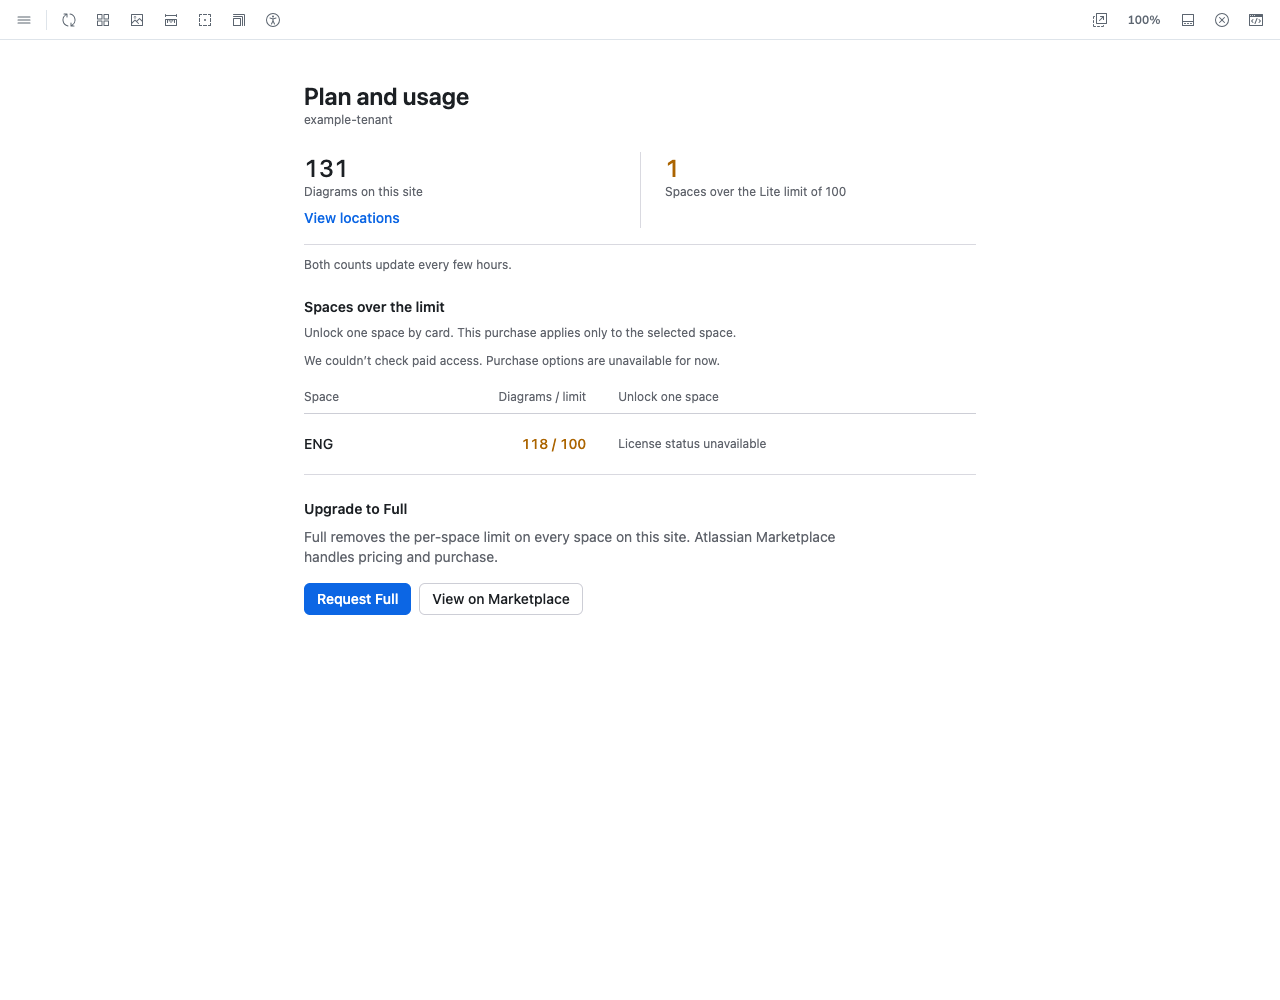 100%
Plan and usage
example-tenant
131
Diagrams on this site
View locations
1
Spaces over the Lite limit of 100
Both counts update every few hours.
Spaces over the limit
Unlock one space by card. This purchase applies only to the selected space.
We couldn’t check paid access. Purchase options are unavailable for now.
Space Diagrams / limit Unlock one space
ENG 118 / 100 License status unavailable
Upgrade to Full
Full removes the per-space limit on every space on this site. Atlassian Marketplace
handles pricing and purchase.
Request Full View on Marketplace